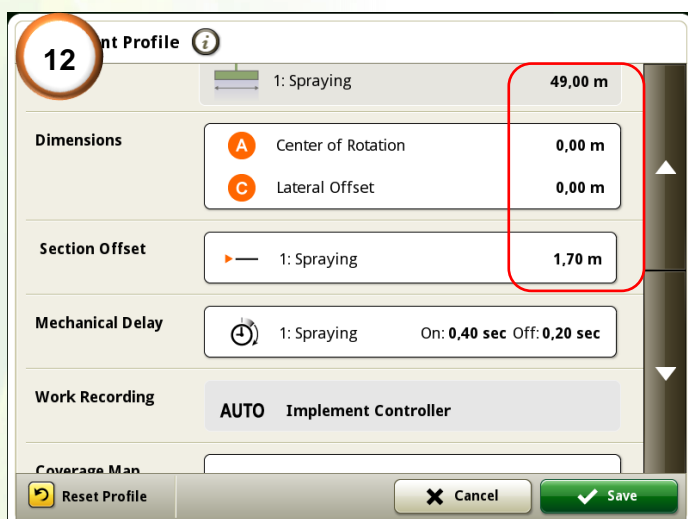 12
nt Profile i
1: Spraying 49,00 m
Dimensions
A Center of Rotation 0,00 m
C Lateral Offset 0,00 m
Section Offset
1: Spraying 1,70 m
Mechanical Delay
1: Spraying On: 0,40 sec Off: 0,20 sec
Work Recording
AUTO Implement Controller
Coverage Map
Reset Profile Cancel Save